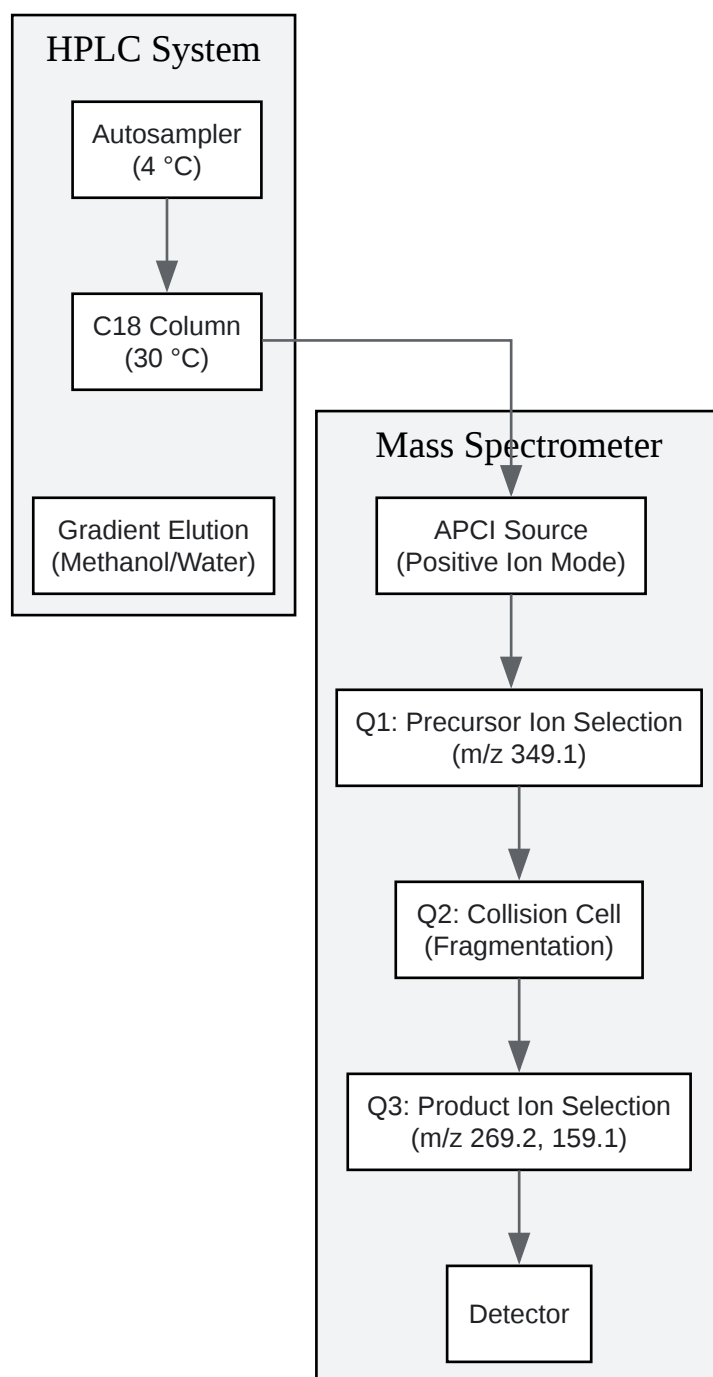 HPLC System
Autosampler
(4 °C)
C18 Column
(30 °C)
Gradient Elution
(Methanol/Water)
Mass Spectrometer
APCI Source
(Positive Ion Mode)
Q1: Precursor Ion Selection
(m/z 349.1)
Q2: Collision Cell
(Fragmentation)
Q3: Product Ion Selection
(m/z 269.2, 159.1)
Detector